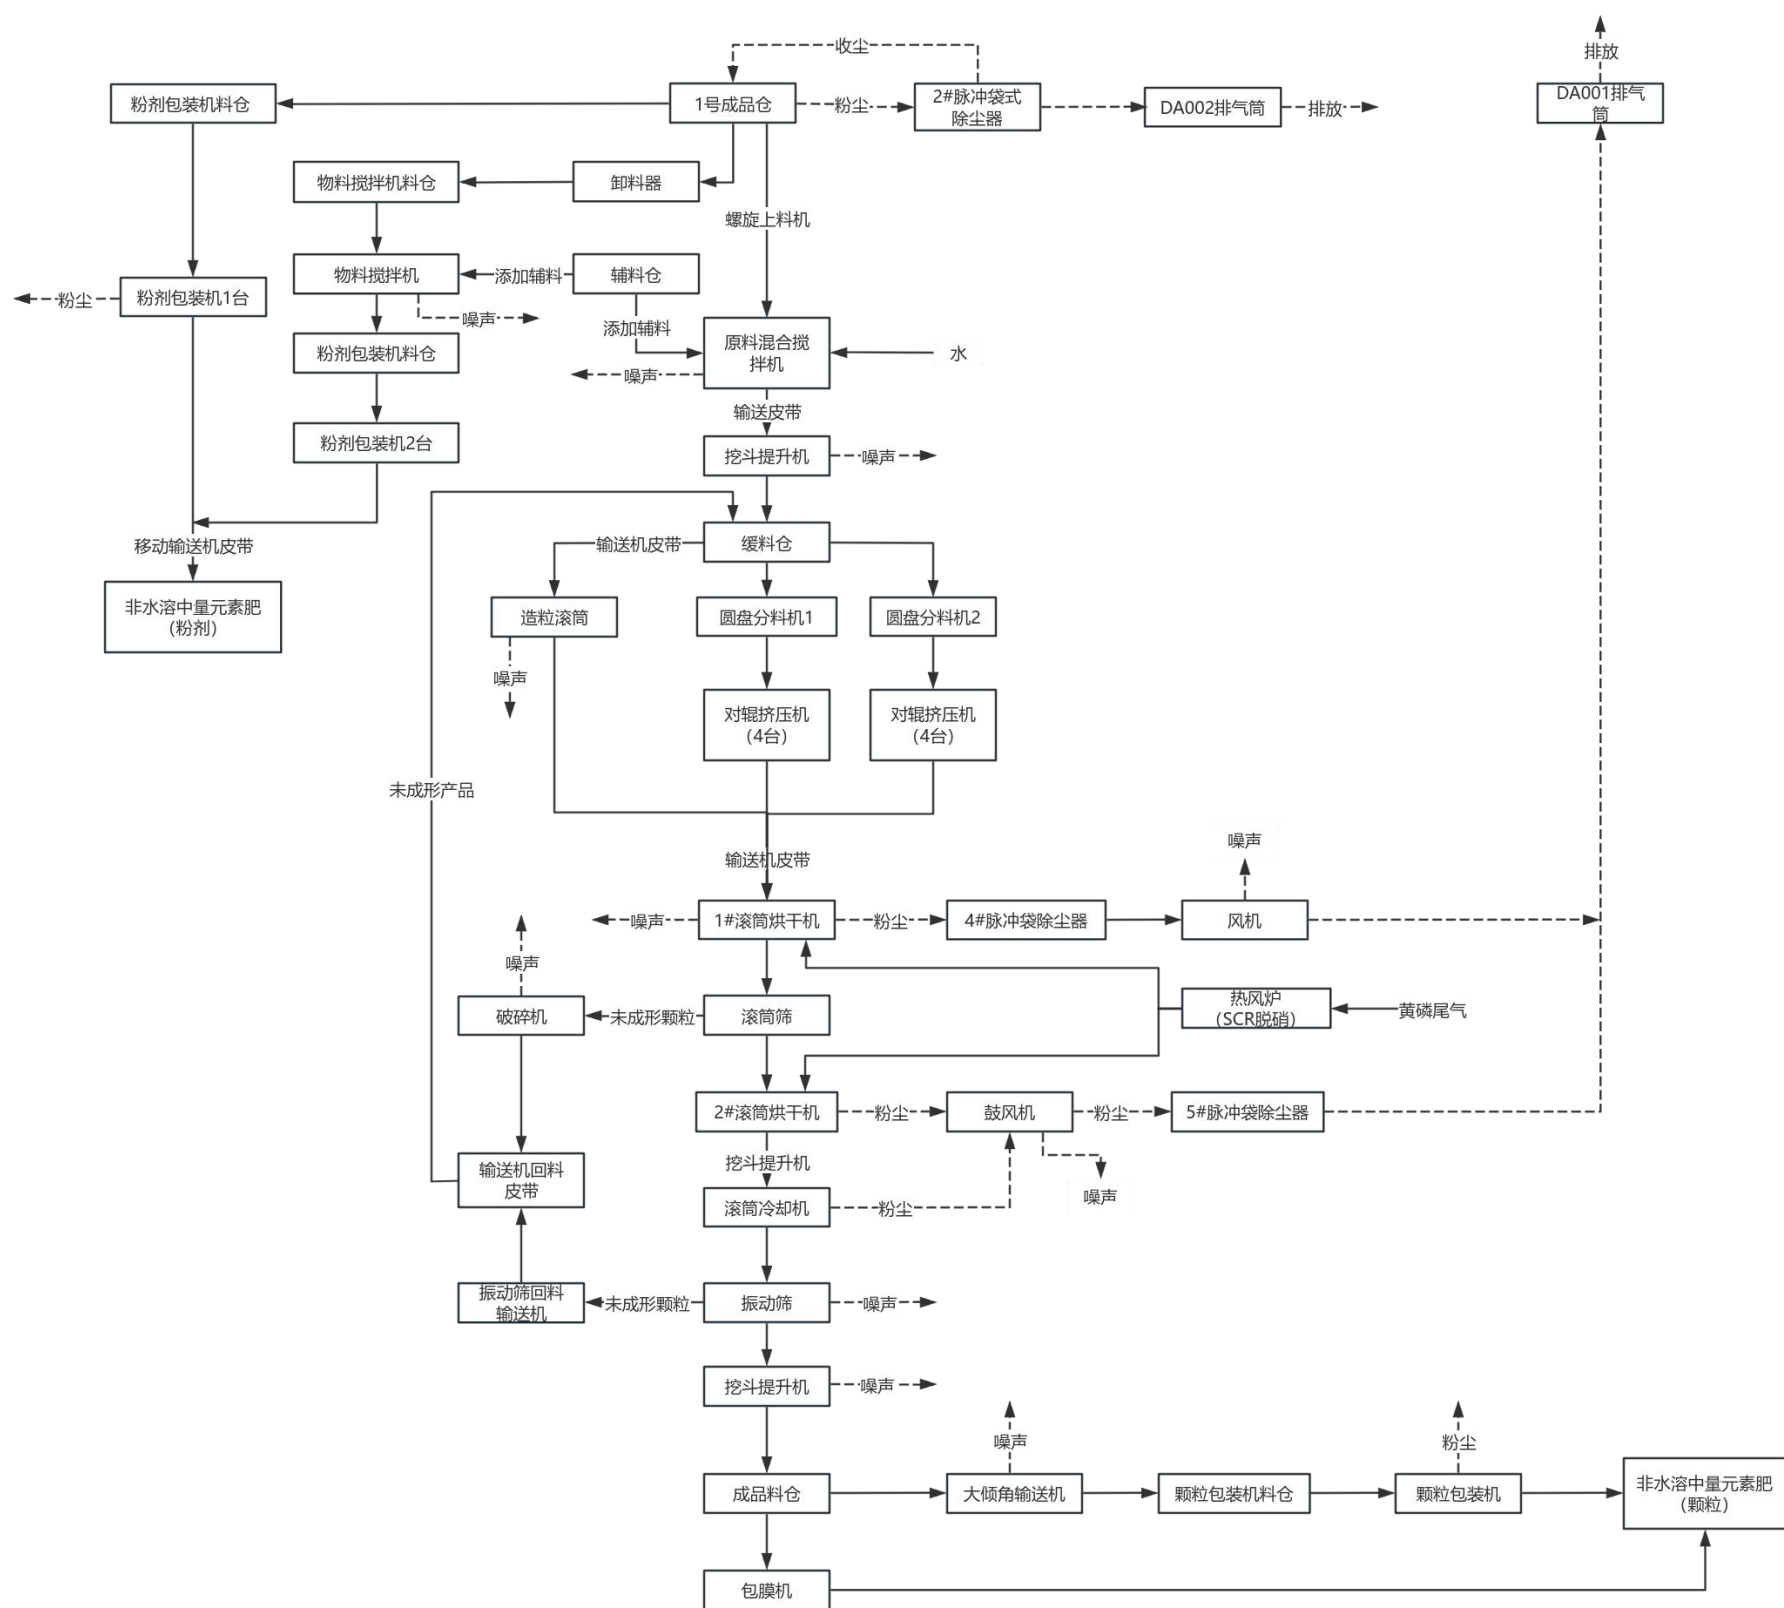 收尘
排放
粉剂包装机料仓
1号成品仓
粉尘
2#脉冲袋式
除尘器
DA002排气筒
排放
DA001排气
筒
物料搅拌机料仓
卸料器
螺旋上料机
物料搅拌机
添加辅料
辅料仓
粉尘
粉剂包装机1台
噪声
添加辅料
原料混合搅
拌机
水
粉剂包装机料仓
噪声
输送皮带
粉剂包装机2台
挖斗提升机
噪声
移动输送机皮带
输送机皮带
缓料仓
非水溶中量元素肥
（粉剂）
造粒滚筒
圆盘分料机1
圆盘分料机2
噪声
对辊挤压机
（4台）
对辊挤压机
（4台）
未成形产品
噪声
输送机皮带
噪声
1#滚筒烘干机
粉尘
4#脉冲袋除尘器
风机
噪声
破碎机
未成形颗粒
滚筒筛
热风炉
（SCR脱硝）
黄磷尾气
2#滚筒烘干机
粉尘
鼓风机
粉尘
5#脉冲袋除尘器
输送机回料
皮带
挖斗提升机
噪声
滚筒冷却机
粉尘
振动筛回料
输送机
未成形颗粒
振动筛
噪声
挖斗提升机
噪声
噪声
粉尘
成品料仓
大倾角输送机
颗粒包装机料仓
颗粒包装机
非水溶中量元素肥
（颗粒）
包膜机